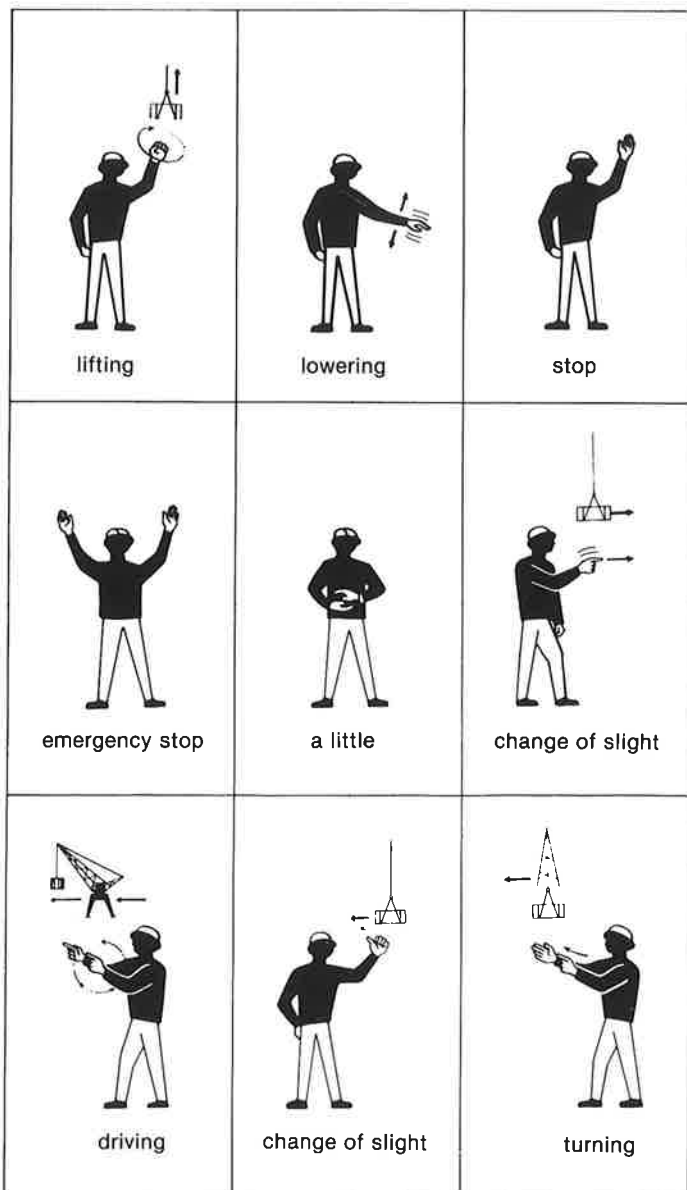 lifting
lowering
stop
emergency stop
a little
change of slight
driving
change of slight
turning